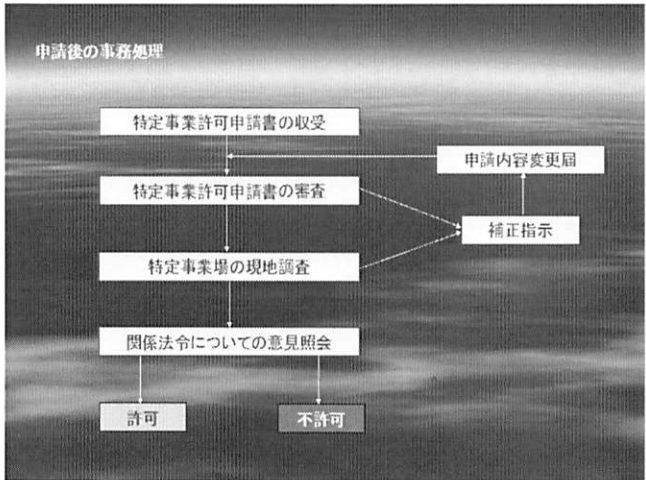 申請後の事務処理
特定事業許可申請書の収受
申請内容変更届
特定事業許可申請書の審査
補正指示
特定事業場の現地調査
関係法令についての意見照会
許可
不許可